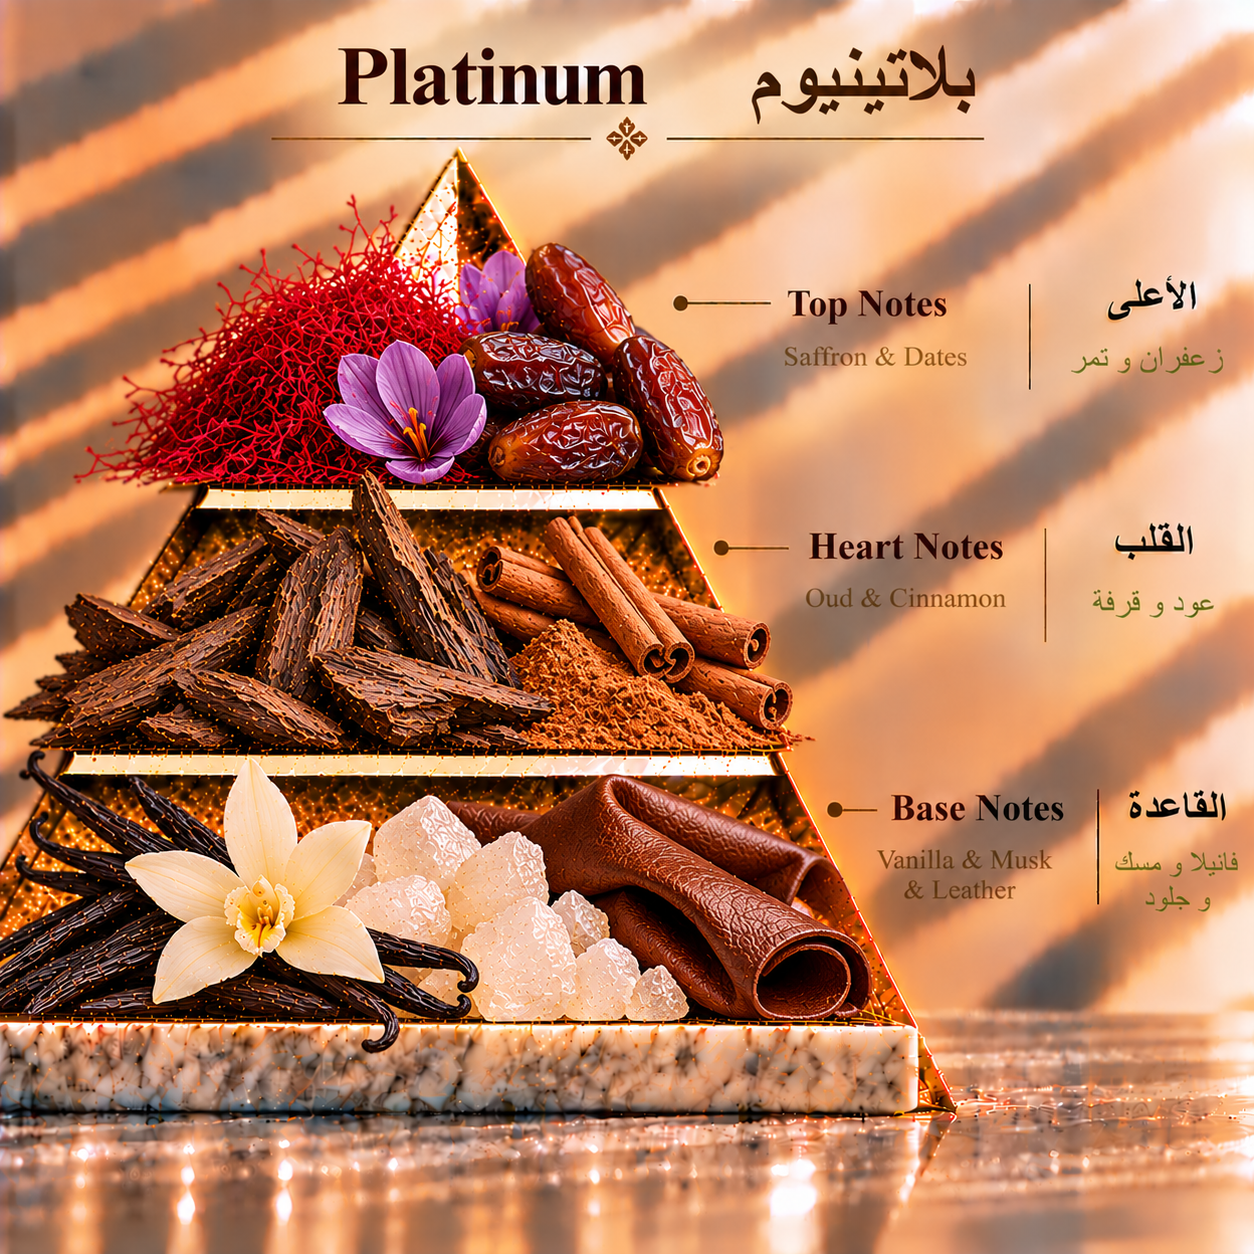 Platinum بلاتينيوم
Top Notes
Saffron & Dates
الأعلى
زعفران و تمر
Heart Notes
Oud & Cinnamon
القلب
عود و قرفة
Base Notes
Vanilla & Musk
& Leather
القاعدة
فانيلا و مسك
و جلود